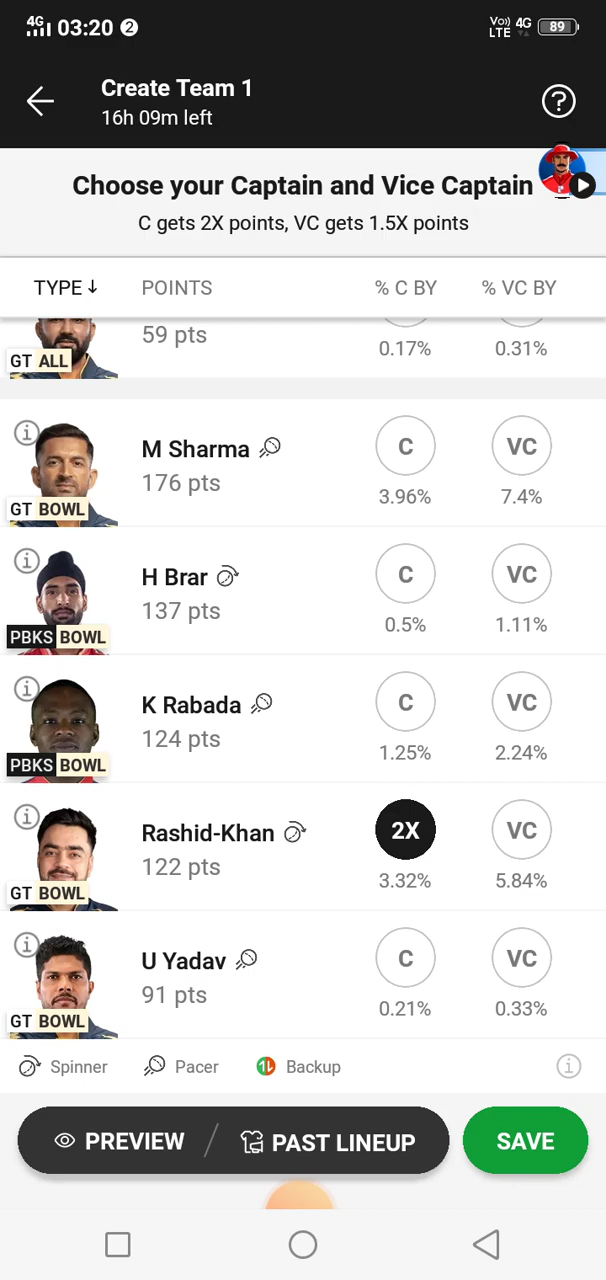 4G 03:20 2 Vo) LTE 4G 89
Create Team 1
16h 09m left
?
Choose your Captain and Vice Captain
C gets 2X points, VC gets 1.5X points
TYPE ↓ POINTS % C BY % VC BY
59 pts 0.17% 0.31%
GT ALL
M Sharma C VC
176 pts 3.96% 7.4%
GT BOWL
H Brar C VC
137 pts 0.5% 1.11%
PBKS BOWL
K Rabada C VC
124 pts 1.25% 2.24%
PBKS BOWL
Rashid-Khan 2X VC
122 pts 3.32% 5.84%
GT BOWL
U Yadav C VC
91 pts 0.21% 0.33%
GT BOWL
Spinner Pacer Backup
PREVIEW / PAST LINEUP SAVE